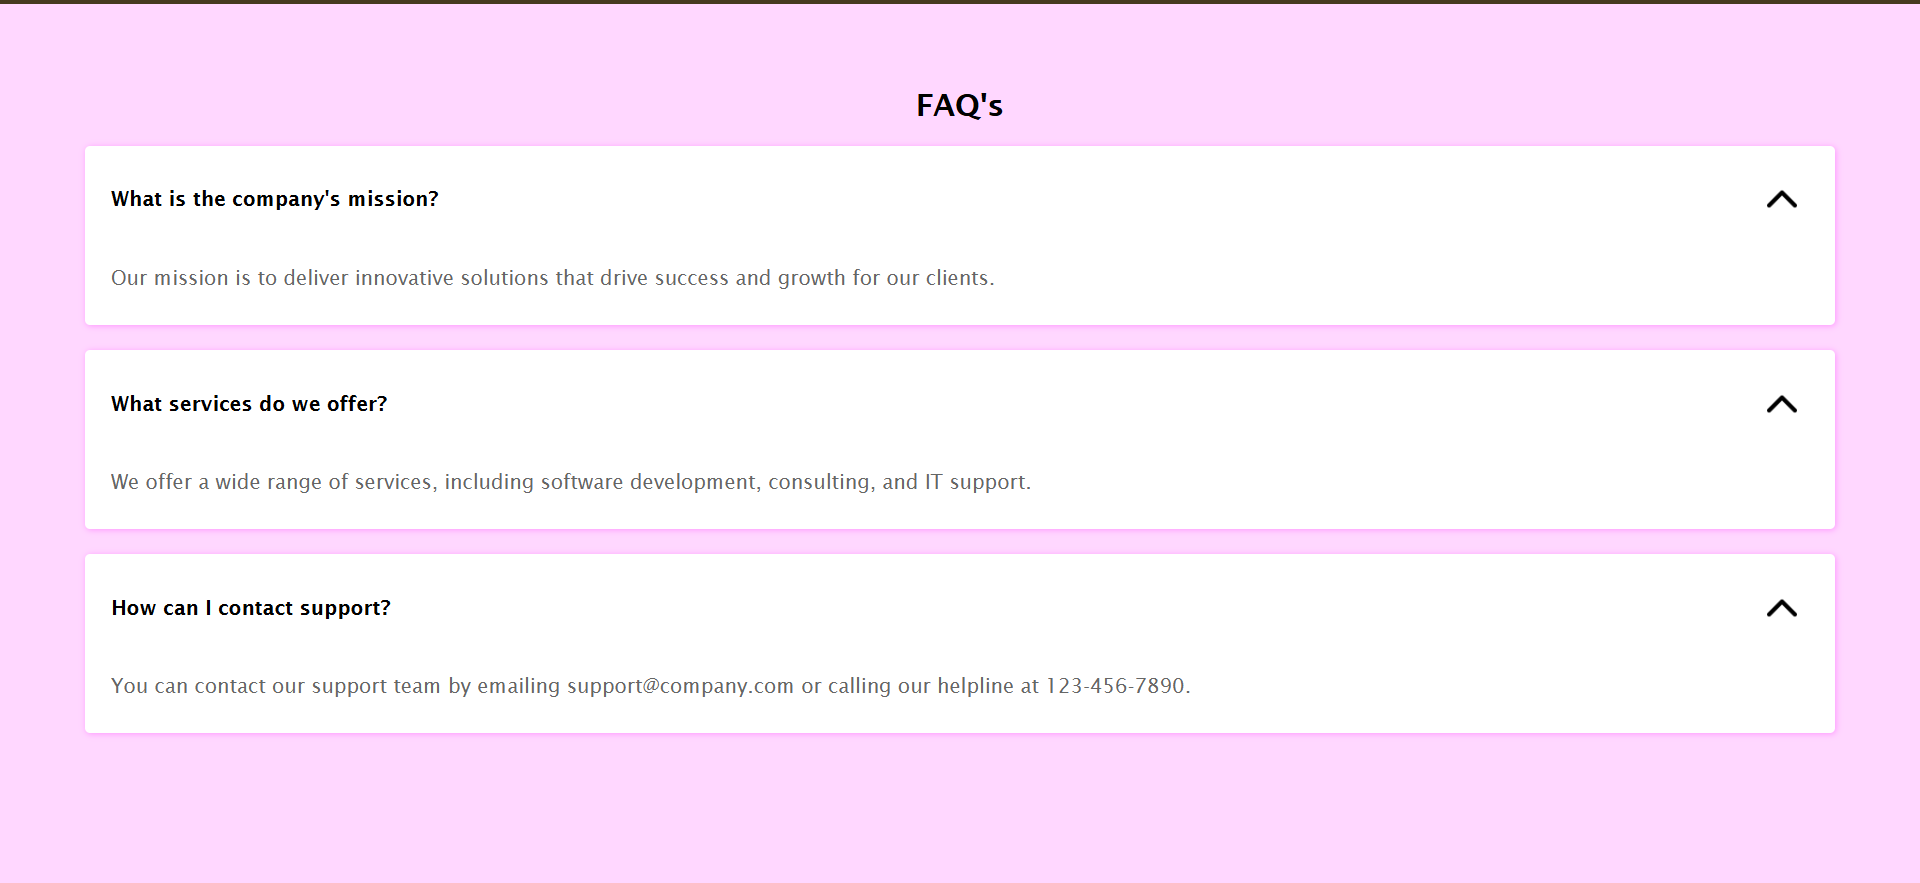 FAQ's
What is the company's mission?
Our mission is to deliver innovative solutions that drive success and growth for our clients.
What services do we offer?
We offer a wide range of services, including software development, consulting, and IT support.
How can I contact support?
You can contact our support team by emailing support@company.com or calling our helpline at 123-456-7890.